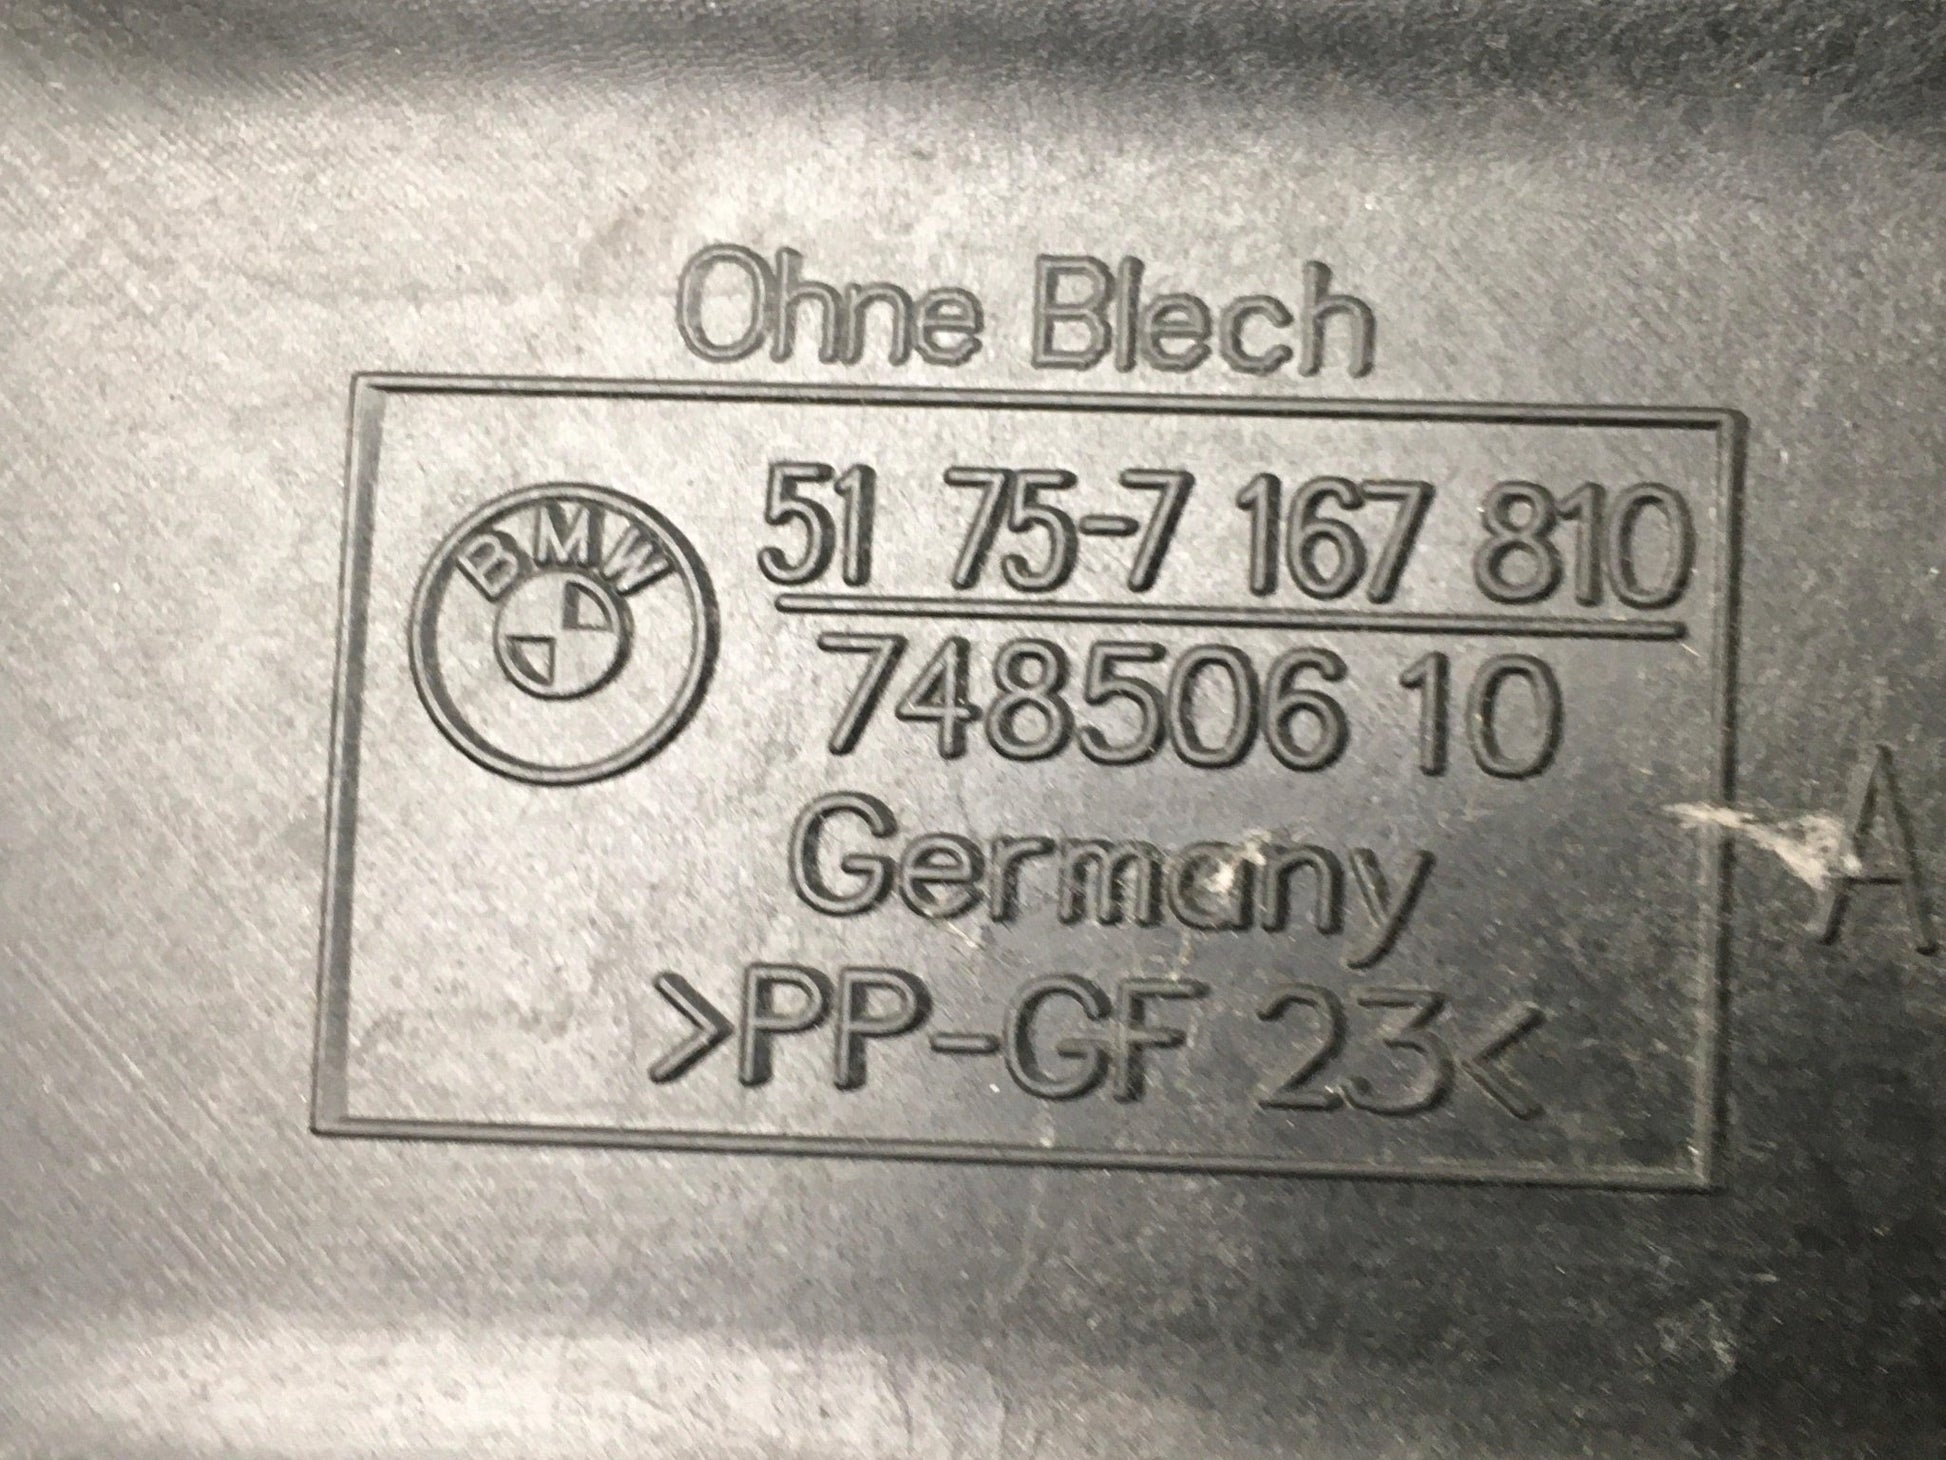 Ohne Blech
BMW
51 75-7 167 810
748506 10
Germany
>PP-GF 23<
A